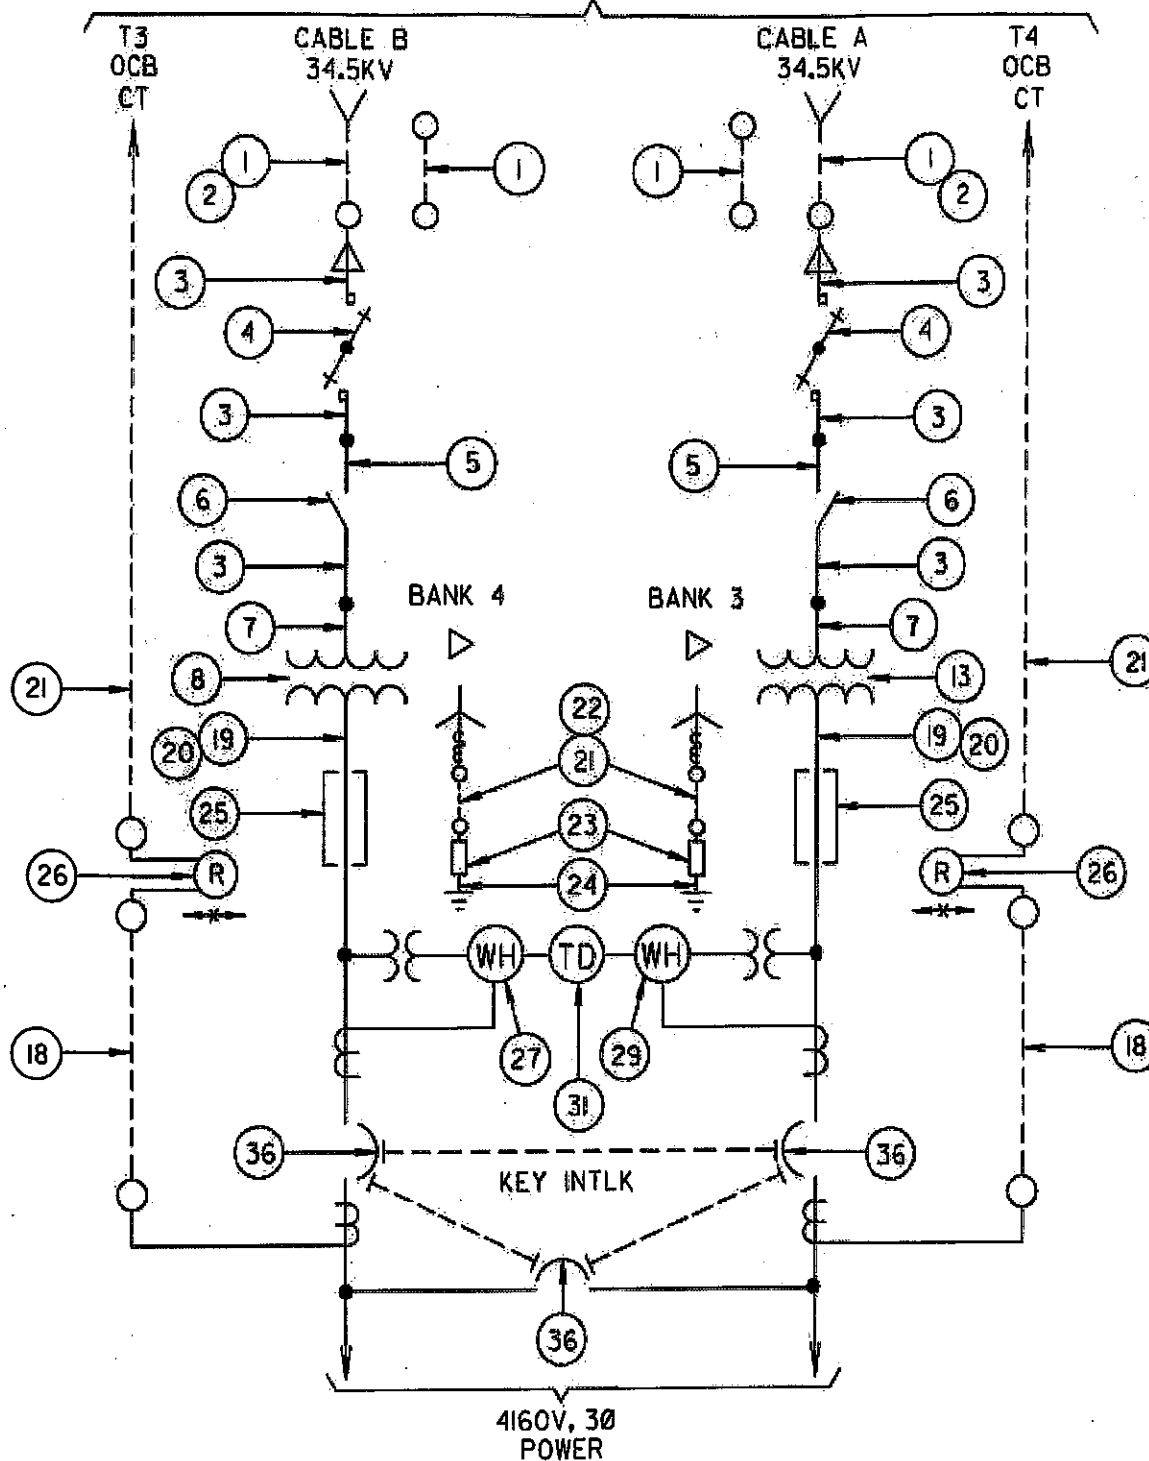 T3
OCB
CT
CABLE B
34.5KV
CABLE A
34.5KV
T4
OCB
CT
1
2
1
1
1
2
3
3
4
4
3
3
5
5
6
6
3
3
BANK 4
BANK 3
7
7
8
13
21
21
22
20
19
21
19
20
25
23
25
26
R
24
R
26
WH
TD
WH
18
27
29
18
31
36
36
KEY INTLK
36
4160V, 3Ø
POWER